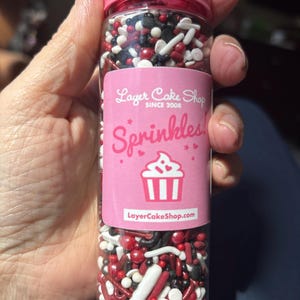 Layer Cake Shop
SINCE 2008
Sprinkles!
LayerCakeShop.com